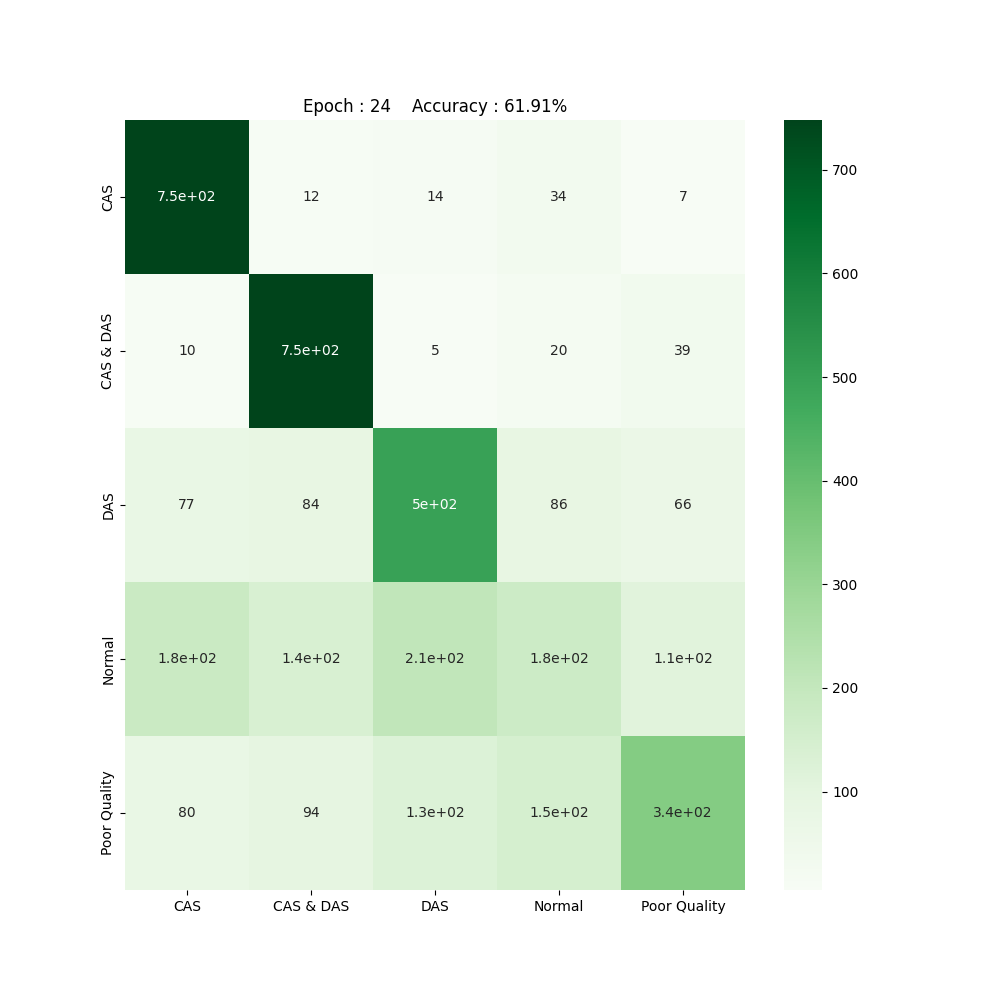 Epoch : 24    Accuracy : 61.91%
CAS 7.5e+02 12 14 34 7
CAS & DAS 10 7.5e+02 5 20 39
DAS 77 84 5e+02 86 66
Normal 1.8e+02 1.4e+02 2.1e+02 1.8e+02 1.1e+02
Poor Quality 80 94 1.3e+02 1.5e+02 3.4e+02
CAS CAS & DAS DAS Normal Poor Quality
700
600
500
400
300
200
100